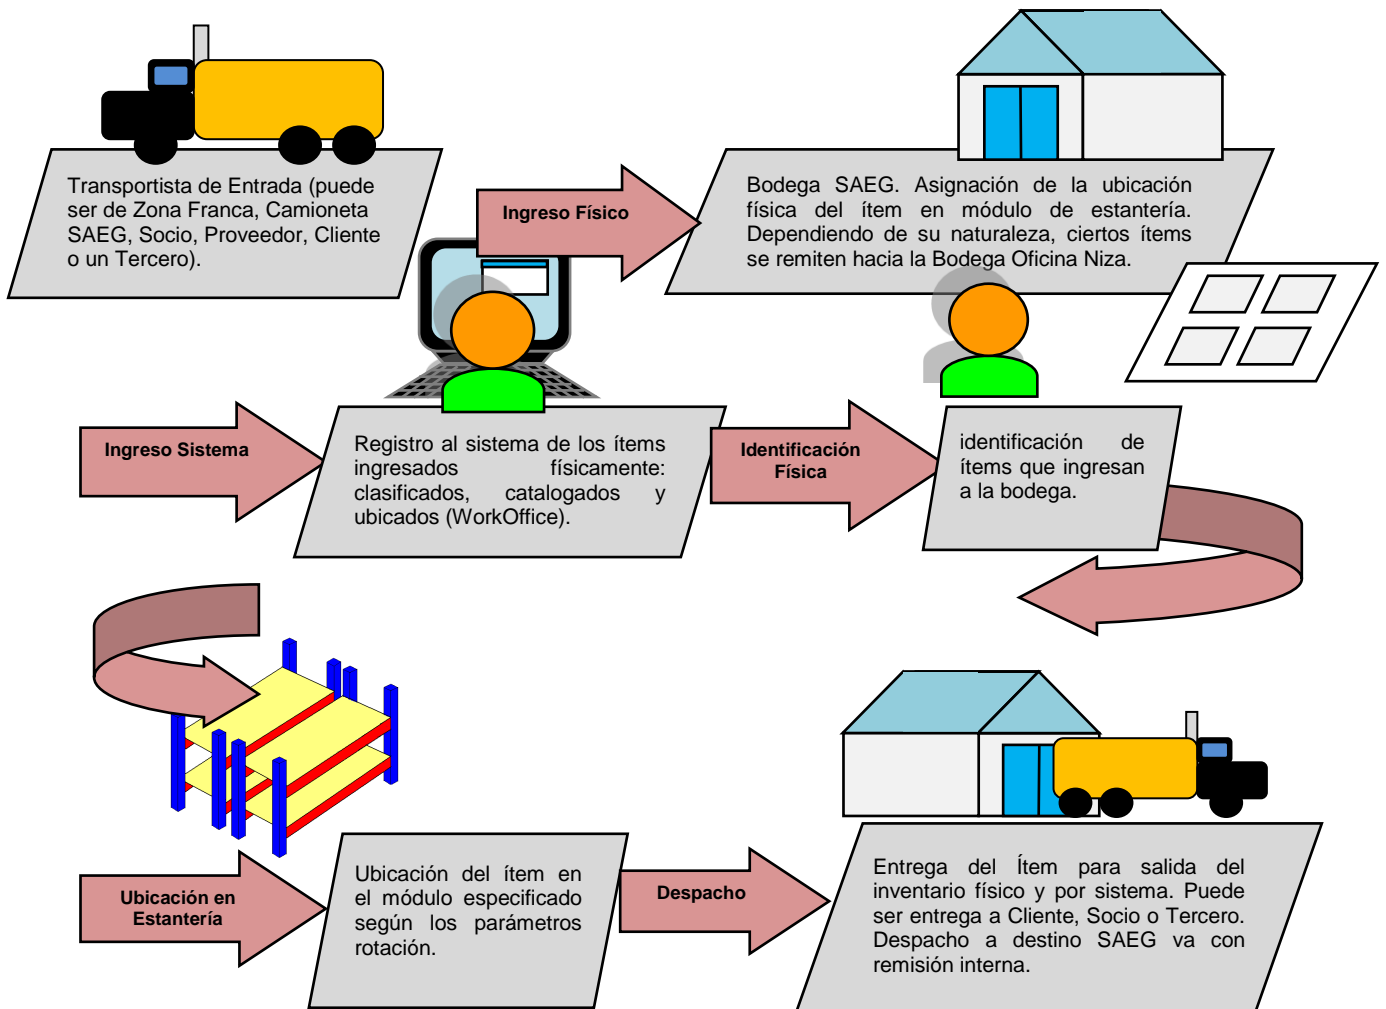 Transportista de Entrada (puede
ser de Zona Franca, Camioneta
SAEG, Socio, Proveedor, Cliente
o un Tercero).
Ingreso Físico
Bodega SAEG. Asignación de la ubicación
física del ítem en módulo de estantería.
Dependiendo de su naturaleza, ciertos ítems
se remiten hacia la Bodega Oficina Niza.
Ingreso Sistema
Registro al sistema de los ítems
ingresados físicamente:
clasificados, catalogados y
ubicados (WorkOffice).
Identificación
Física
identificación de
ítems que ingresan
a la bodega.
Ubicación en
Estantería
Ubicación del ítem en
el módulo especificado
según los parámetros
rotación.
Despacho
Entrega del Ítem para salida del
inventario físico y por sistema. Puede
ser entrega a Cliente, Socio o Tercero.
Despacho a destino SAEG va con
remisión interna.